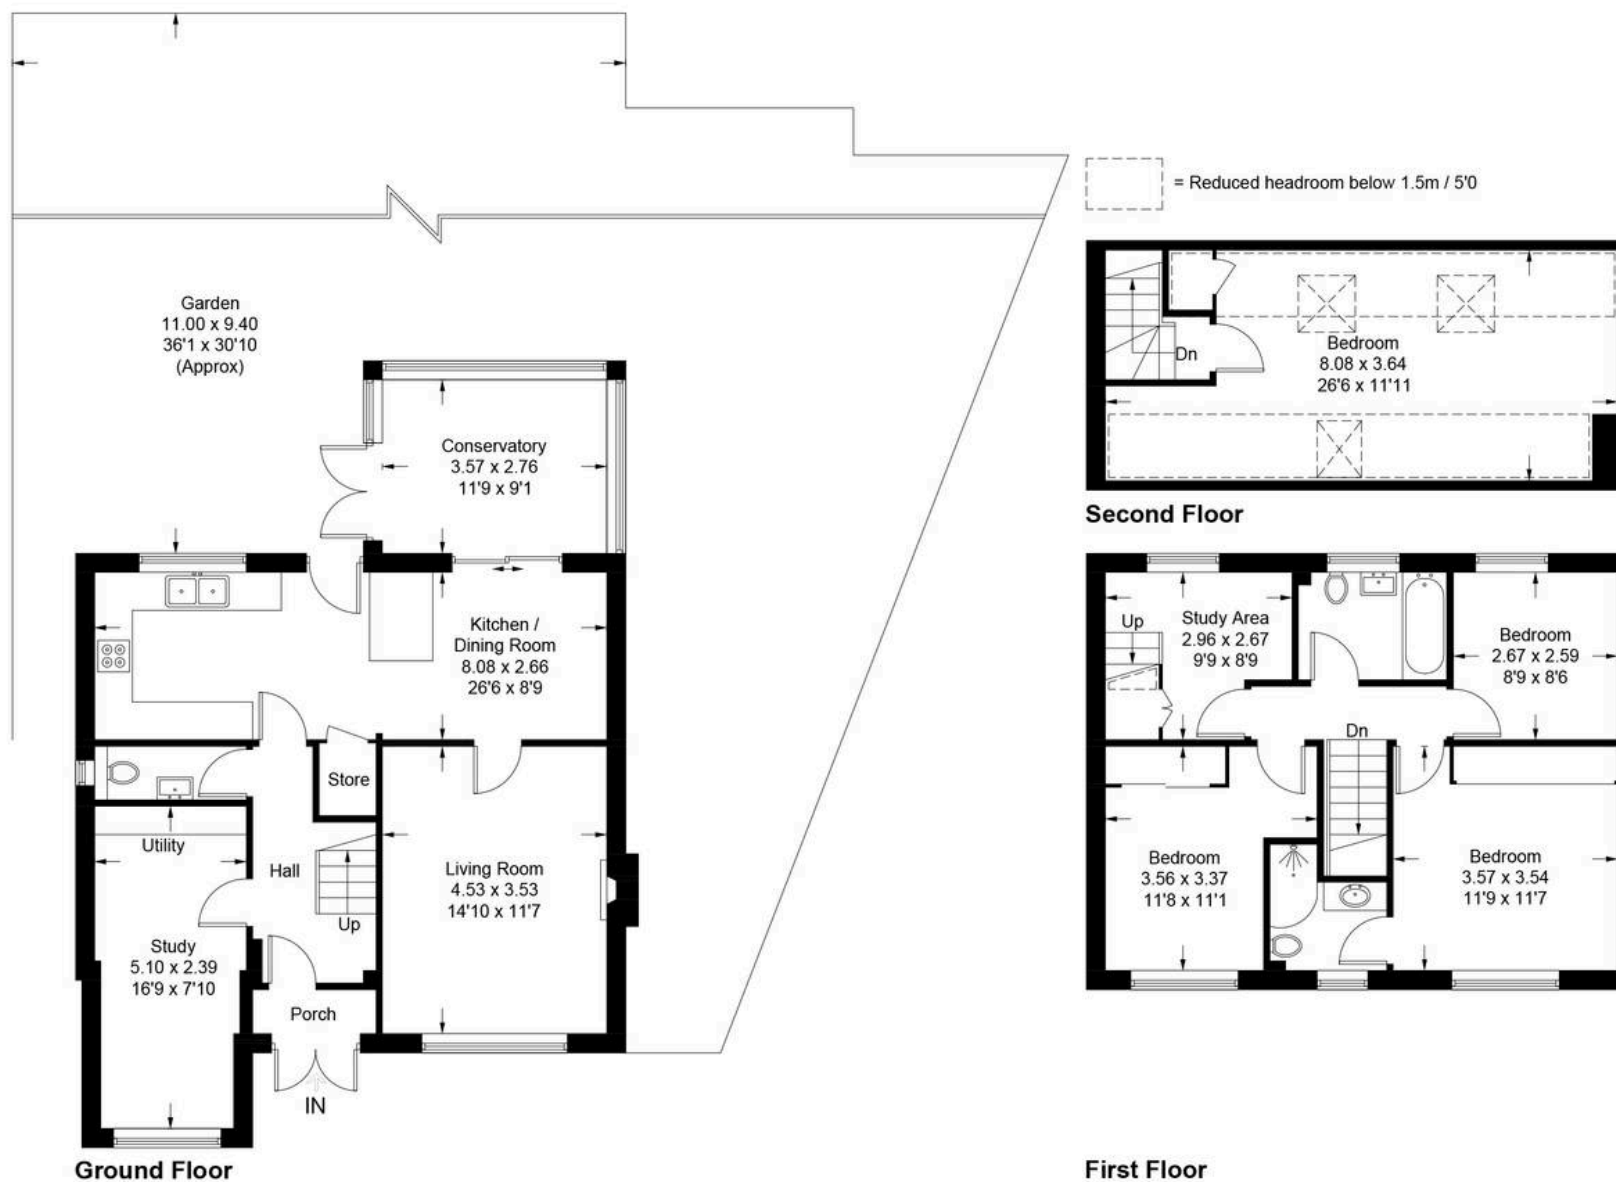 Garden
11.00 x 9.40
36'1 x 30'10
(Approx)
Conservatory
3.57 x 2.76
11'9 x 9'1
Kitchen /
Dining Room
8.08 x 2.66
26'6 x 8'9
Store
Utility
Hall
Living Room
4.53 x 3.53
14'10 x 11'7
Up
Study
5.10 x 2.39
16'9 x 7'10
Porch
IN
Ground Floor
= Reduced headroom below 1.5m / 5'0
Dn
Bedroom
8.08 x 3.64
26'6 x 11'11
Second Floor
Up
Study Area
2.96 x 2.67
9'9 x 8'9
Bedroom
2.67 x 2.59
8'9 x 8'6
Dn
Bedroom
3.56 x 3.37
11'8 x 11'1
Bedroom
3.57 x 3.54
11'9 x 11'7
First Floor